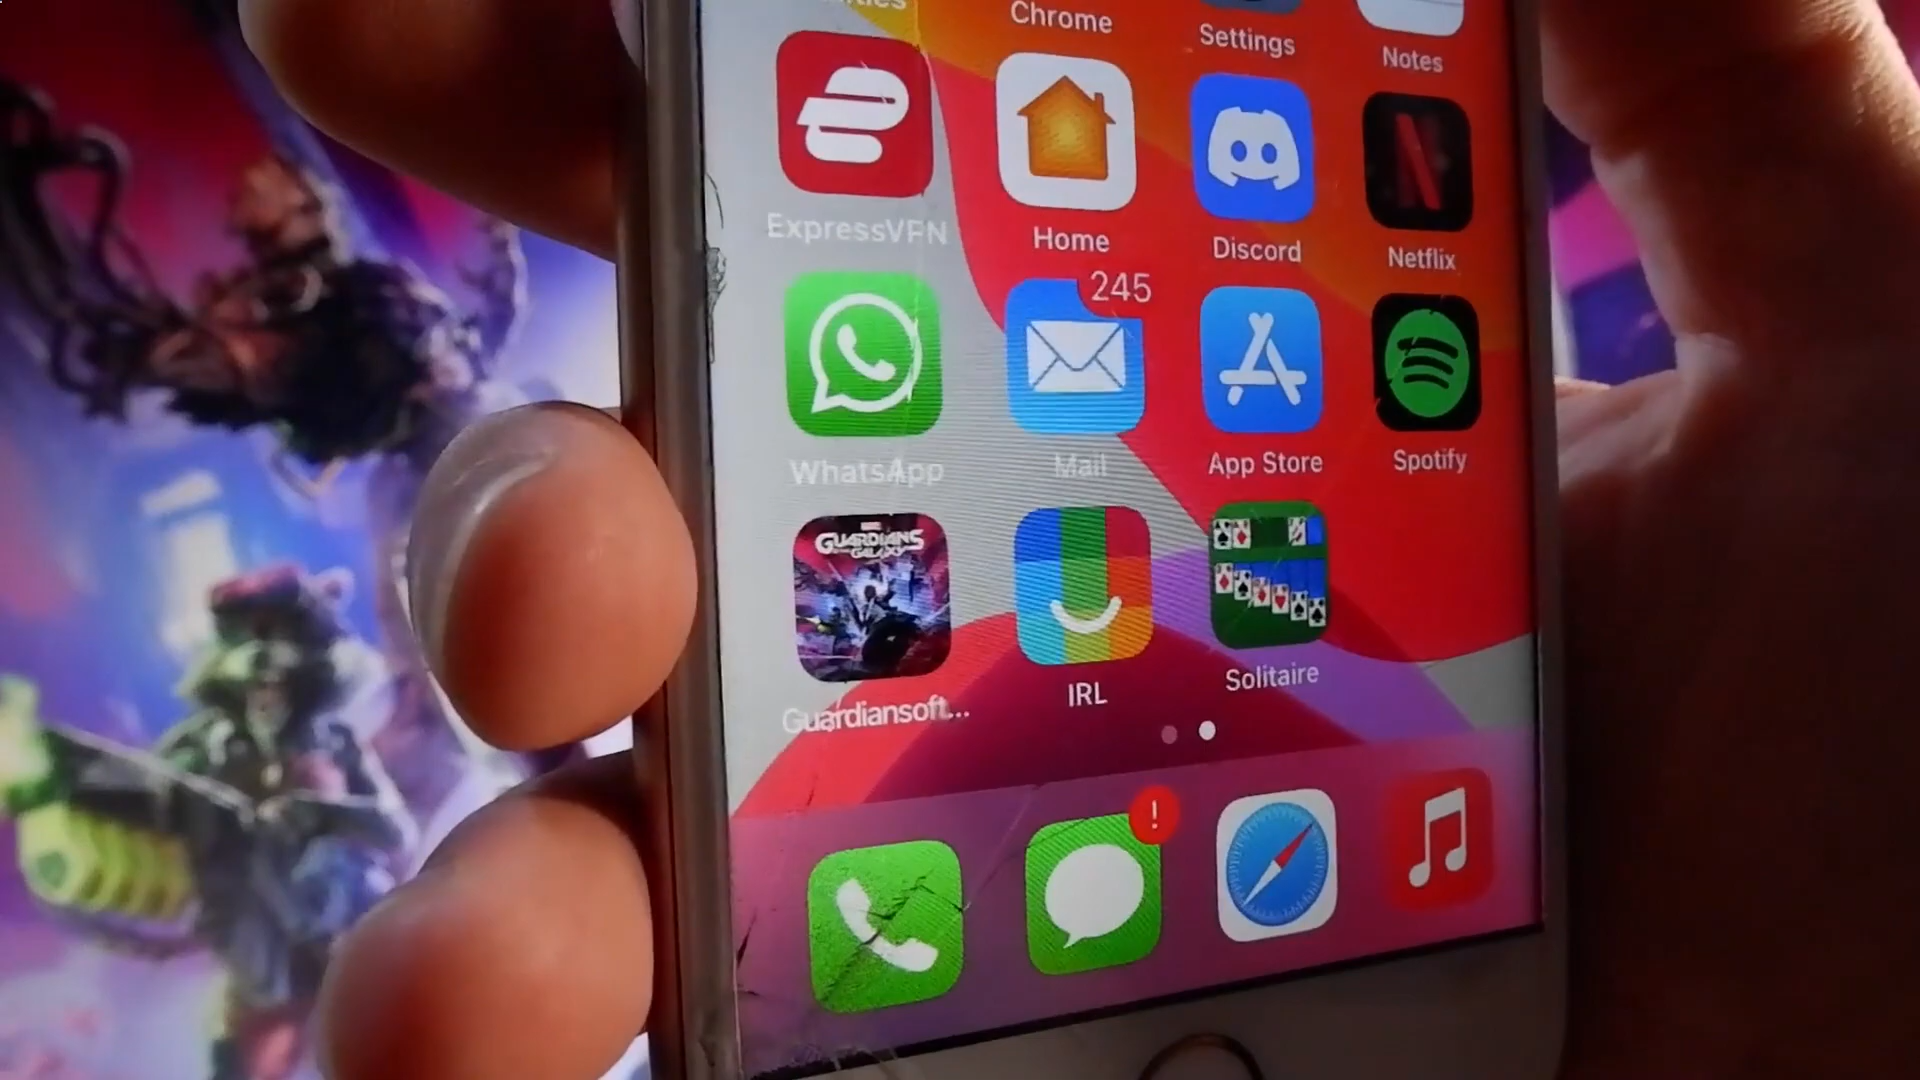 Chrome
Settings
Notes
ExpressVPN
Home
Discord
Netflix
245
WhatsApp
Mail
App Store
Spotify
GUARDIANS
GALAXY
Guardiansoft...
IRL
Solitaire
!